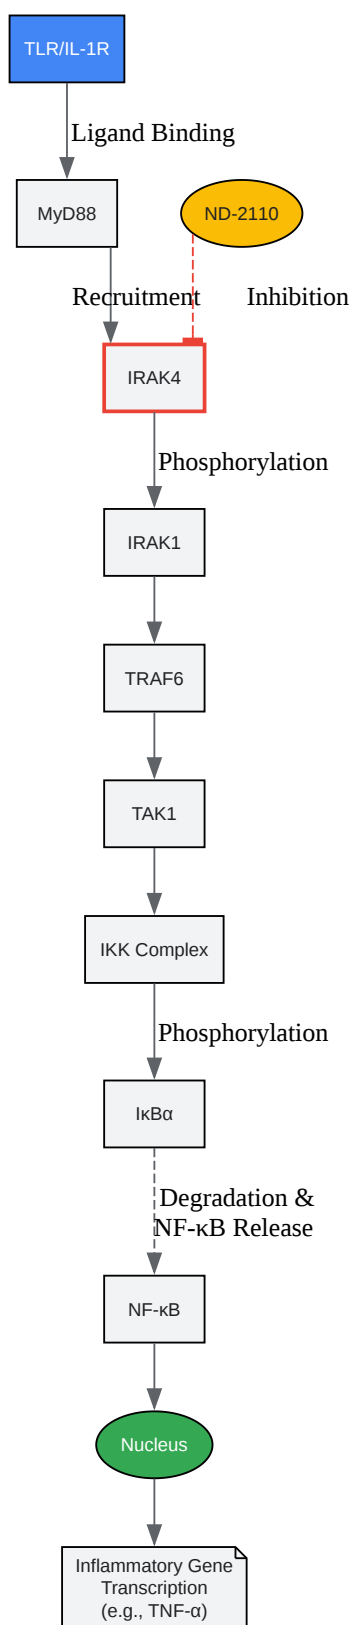 TLR/IL-1R
Ligand Binding
MyD88
ND-2110
Recruitment
Inhibition
IRAK4
Phosphorylation
IRAK1
TRAF6
TAK1
IKK Complex
Phosphorylation
IκBα
Degradation &
NF-κB Release
NF-κB
Nucleus
Inflammatory Gene
Transcription
(e.g., TNF-α)